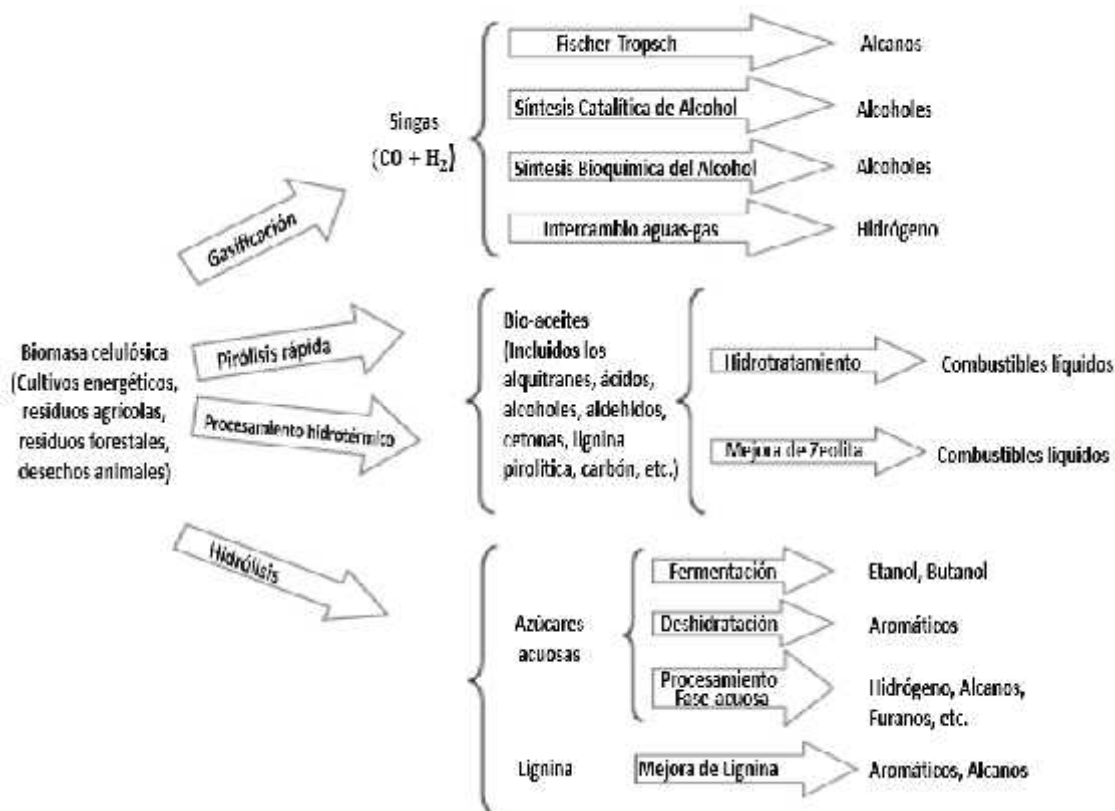 Biomasa celulósica
(Cultivos energéticos,
residuos agrícolas,
residuos forestales,
desechos animales)
Gasificación
Singas
(CO + H₂)
Fischer Tropsch
Alcanos
Síntesis Catalítica de Alcohol
Alcoholes
Síntesis Bioquímica del Alcohol
Alcoholes
Intercambio aguas-gas
Hidrógeno
Pirólisis rápida
Procesamiento hidrotérmico
Bio-aceites
(Incluidos los
alquitranes, ácidos,
alcoholes, aldehidos,
cetonas, lignina
pirolítica, carbón, etc.)
Hidrotratamiento
Combustibles líquidos
Mejora de Zeolita
Combustibles líquidos
Hidrólisis
Azúcares
acuosas
Fermentación
Etanol, Butanol
Deshidratación
Aromáticos
Procesamiento
Fase-acuosa
Hidrógeno, Alcanos,
Furanos, etc.
Lignina
Mejora de Lignina
Aromáticos, Alcanos